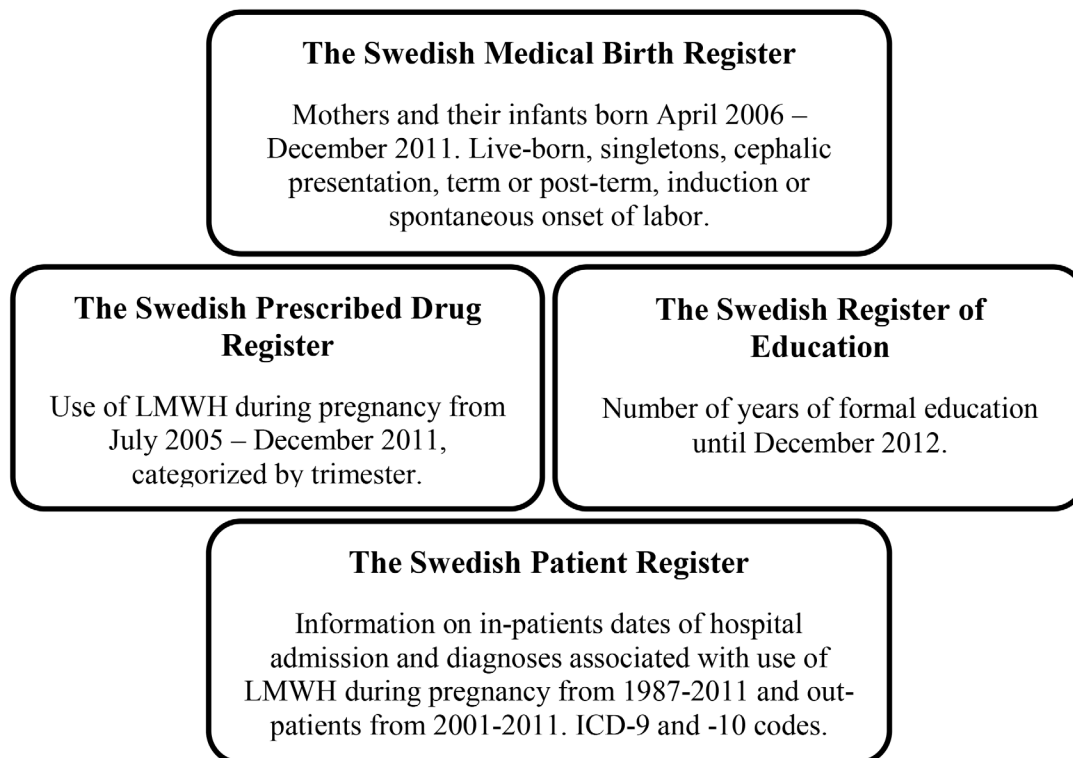 The Swedish Medical Birth Register
Mothers and their infants born April 2006 –
December 2011. Live-born, singletons, cephalic
presentation, term or post-term, induction or
spontaneous onset of labor.
The Swedish Prescribed Drug
Register
Use of LMWH during pregnancy from
July 2005 – December 2011,
categorized by trimester.
The Swedish Register of
Education
Number of years of formal education
until December 2012.
The Swedish Patient Register
Information on in-patients dates of hospital
admission and diagnoses associated with use of
LMWH during pregnancy from 1987-2011 and out-
patients from 2001-2011. ICD-9 and -10 codes.